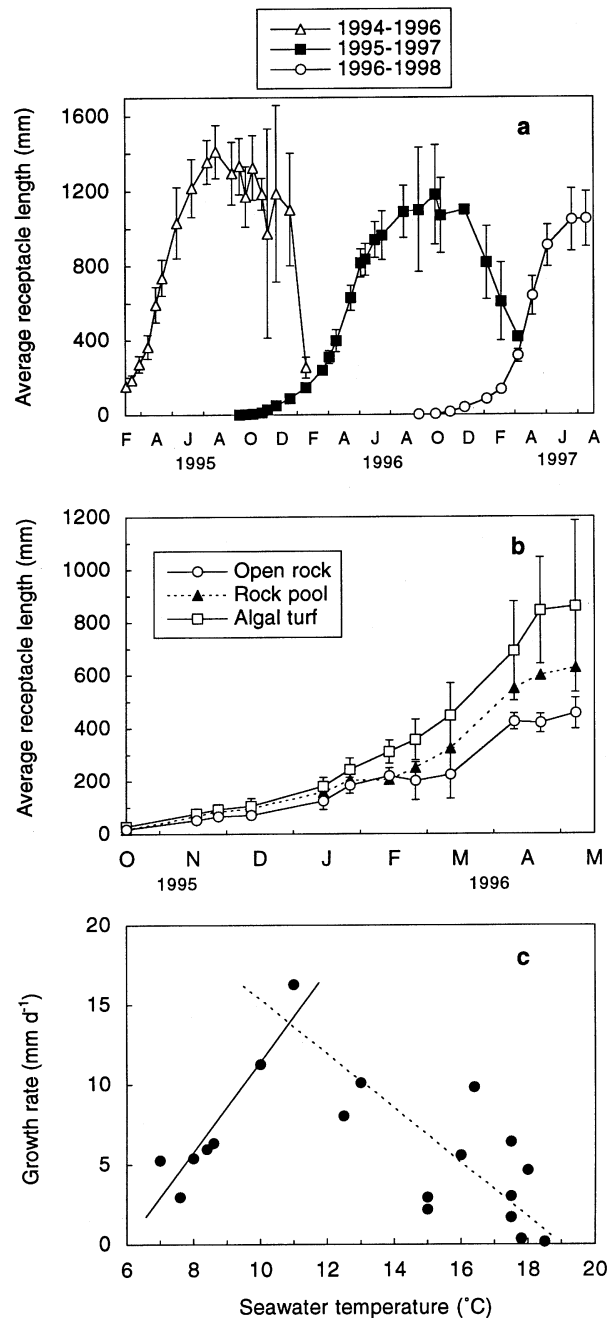 1994-1996
1995-1997
1996-1998
a
Average receptacle length (mm)
1600
1200
800
400
0
F A J A O D F A J A O D F A J A
1995 1996 1997
b
Average receptacle length (mm)
Open rock
Rock pool
Algal turf
1200
1000
800
600
400
200
0
O N D J F M A M
1995 1996
c
Growth rate (mm d⁻¹)
20
15
10
5
0
6 8 10 12 14 16 18 20
Seawater temperature (˚C)